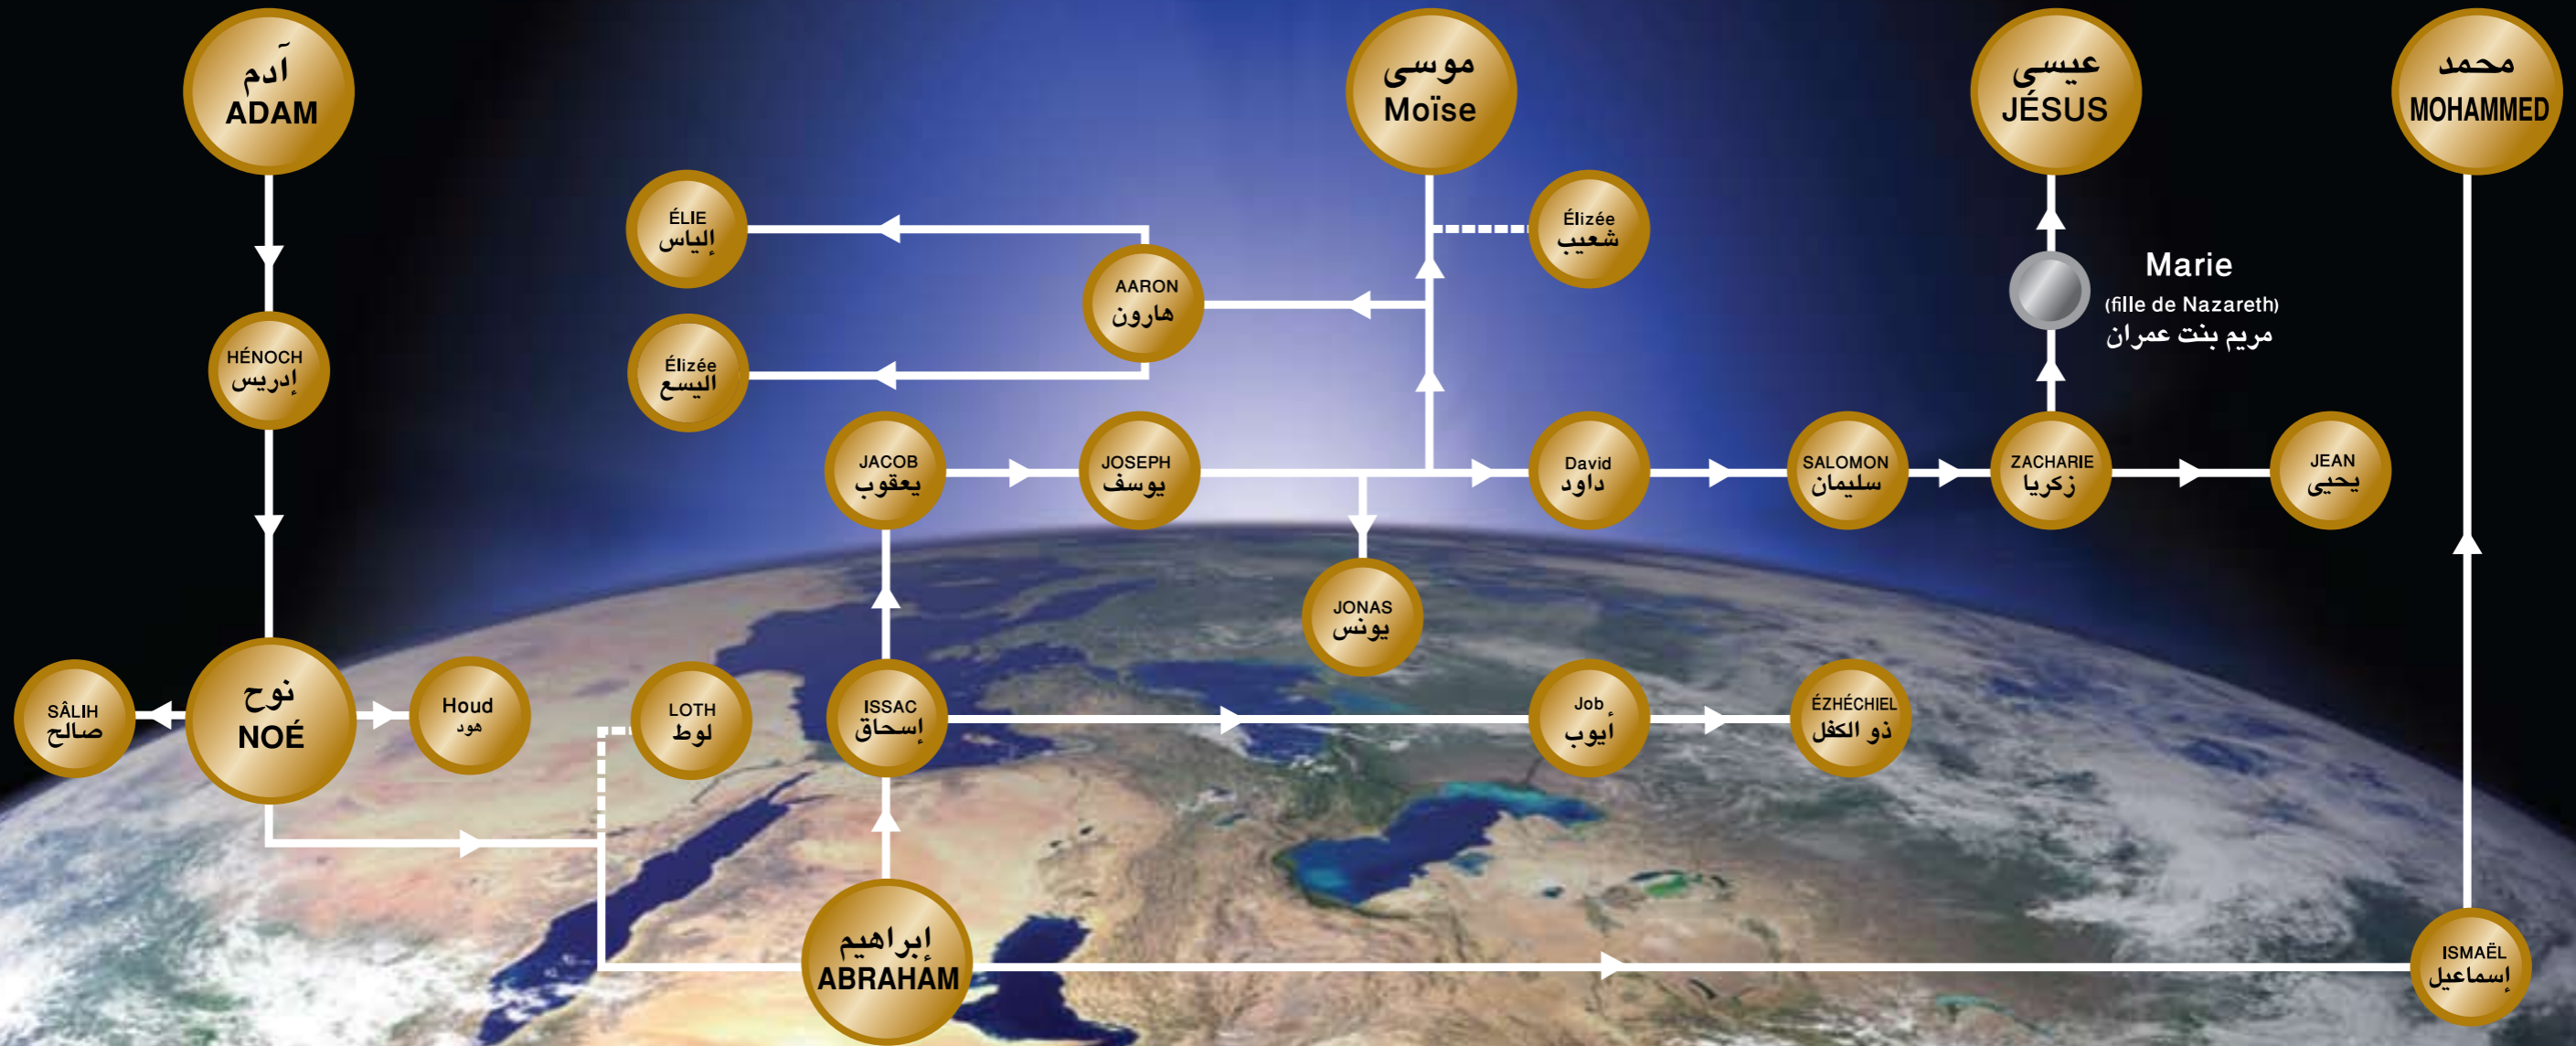 آدم
ADAM
موسى
Moïse
عيسى
JÉSUS
محمد
MOHAMMED
ÉLIE
إلياس
Élizée
شعيب
AARON
هارون
Marie
(fille de Nazareth)
مريم بنت عمران
HÉNOCH
إدريس
Élizée
اليسع
JACOB
يعقوب
JOSEPH
يوسف
David
داود
SALOMON
سليمان
ZACHARIE
زكريا
JEAN
يحيى
JONAS
يونس
SÂLIH
صالح
نوح
NOÉ
Houd
هود
LOTH
لوط
ISSAC
إسحاق
Job
أيوب
ÉZHÉCHIEL
ذو الكفل
إبراهيم
ABRAHAM
ISMAËL
إسماعيل